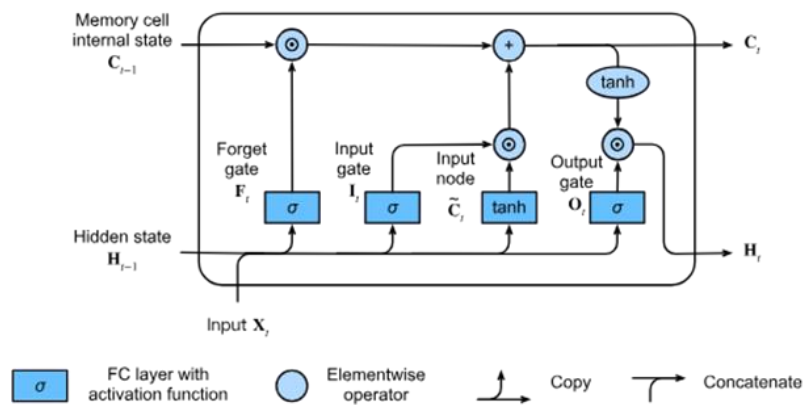 Memory cell
internal state
C_{t-1}
⊙
+
C_t
tanh
Forget
gate
F_t
Input
gate
I_t
Input
node
C̃_t
⊙
Output
gate
O_t
⊙
σ
σ
tanh
σ
Hidden state
H_{t-1}
H_t
Input X_t
σ
FC layer with
activation function
Elementwise
operator
Copy
Concatenate